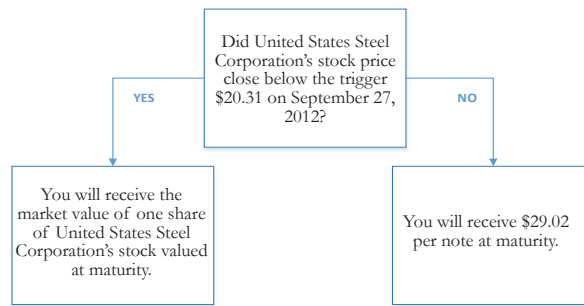 Did United States Steel
Corporation's stock price
close below the trigger
$20.31 on September 27,
2012?
YES
NO
You will receive the
market value of one share
of United States Steel
Corporation's stock valued
at maturity.
You will receive $29.02
per note at maturity.